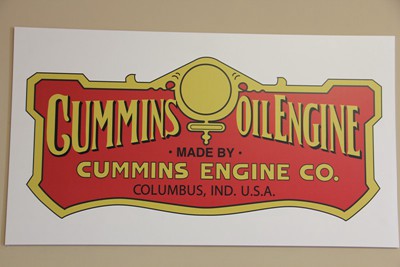 CUMMINS OIL ENGINE
· MADE BY ·
CUMMINS ENGINE CO.
COLUMBUS, IND. U.S.A.